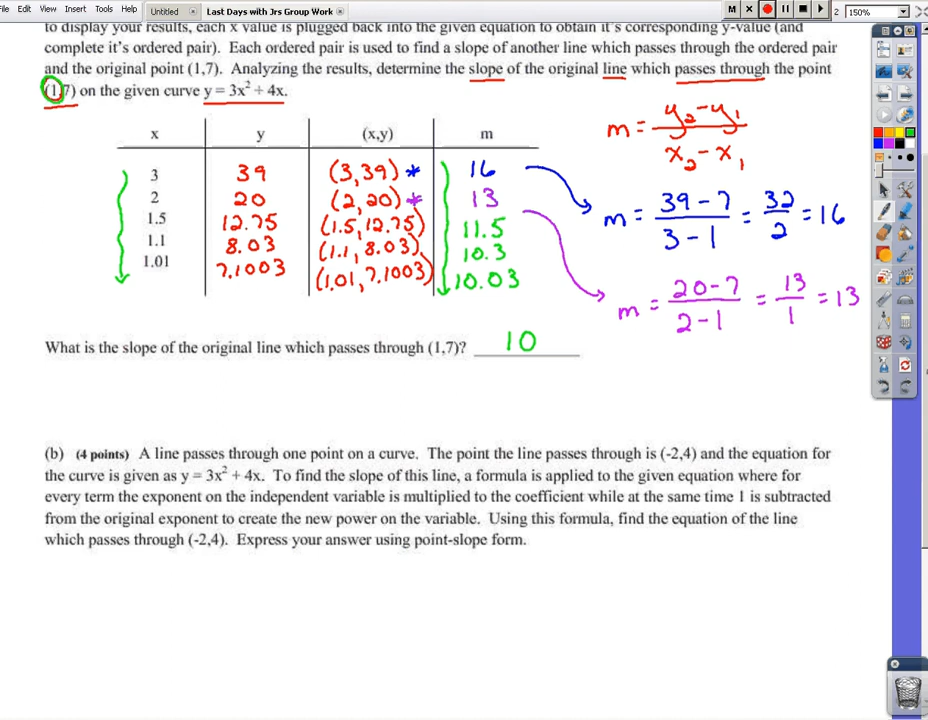 File Edit View Insert Tools Help Untitled Last Days with Jrs Group Work M 2 150%
to display your results, each x value is plugged back into the given equation to obtain it's corresponding y-value (and
complete it's ordered pair). Each ordered pair is used to find a slope of another line which passes through the ordered pair
and the original point (1,7). Analyzing the results, determine the slope of the original line which passes through the point
(1,7) on the given curve y = 3x² + 4x.
m = y₂-y₁ / x₂-x₁
x y (x,y) m
3 39 (3,39)* 16
2 20 (2,20)* 13
1.5 12.75 (1.5,12.75) 11.5
1.1 8.03 (1.1, 8.03) 10.3
1.01 7.1003 (1.01,7.1003) 10.03
m = 39-7 / 3-1 = 32/2 = 16
m = 20-7 / 2-1 = 13/1 = 13
What is the slope of the original line which passes through (1,7)? 10
(b) (4 points) A line passes through one point on a curve. The point the line passes through is (-2,4) and the equation for
the curve is given as y = 3x² + 4x. To find the slope of this line, a formula is applied to the given equation where for
every term the exponent on the independent variable is multiplied to the coefficient while at the same time 1 is subtracted
from the original exponent to create the new power on the variable. Using this formula, find the equation of the line
which passes through (-2,4). Express your answer using point-slope form.